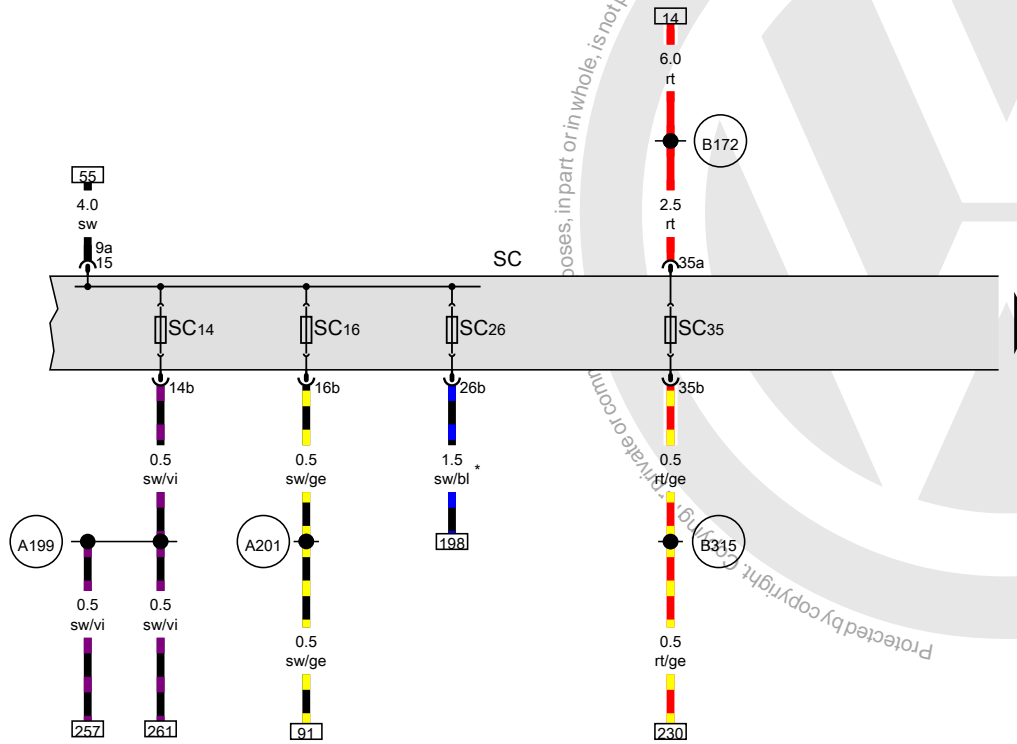 14
6.0
rt
B172
2.5
rt
55
4.0
sw
9a
15
SC
35a
SC14
SC16
SC26
SC35
14b
16b
26b
35b
0.5
sw/vi
0.5
sw/ge
1.5
sw/bl *
0.5
rt/ge
A199
A201
198
B315
0.5
sw/vi
0.5
sw/vi
0.5
sw/ge
0.5
rt/ge
257
261
91
230
Protected by copyright. Copying
private or
poses, in part or in whole, is not